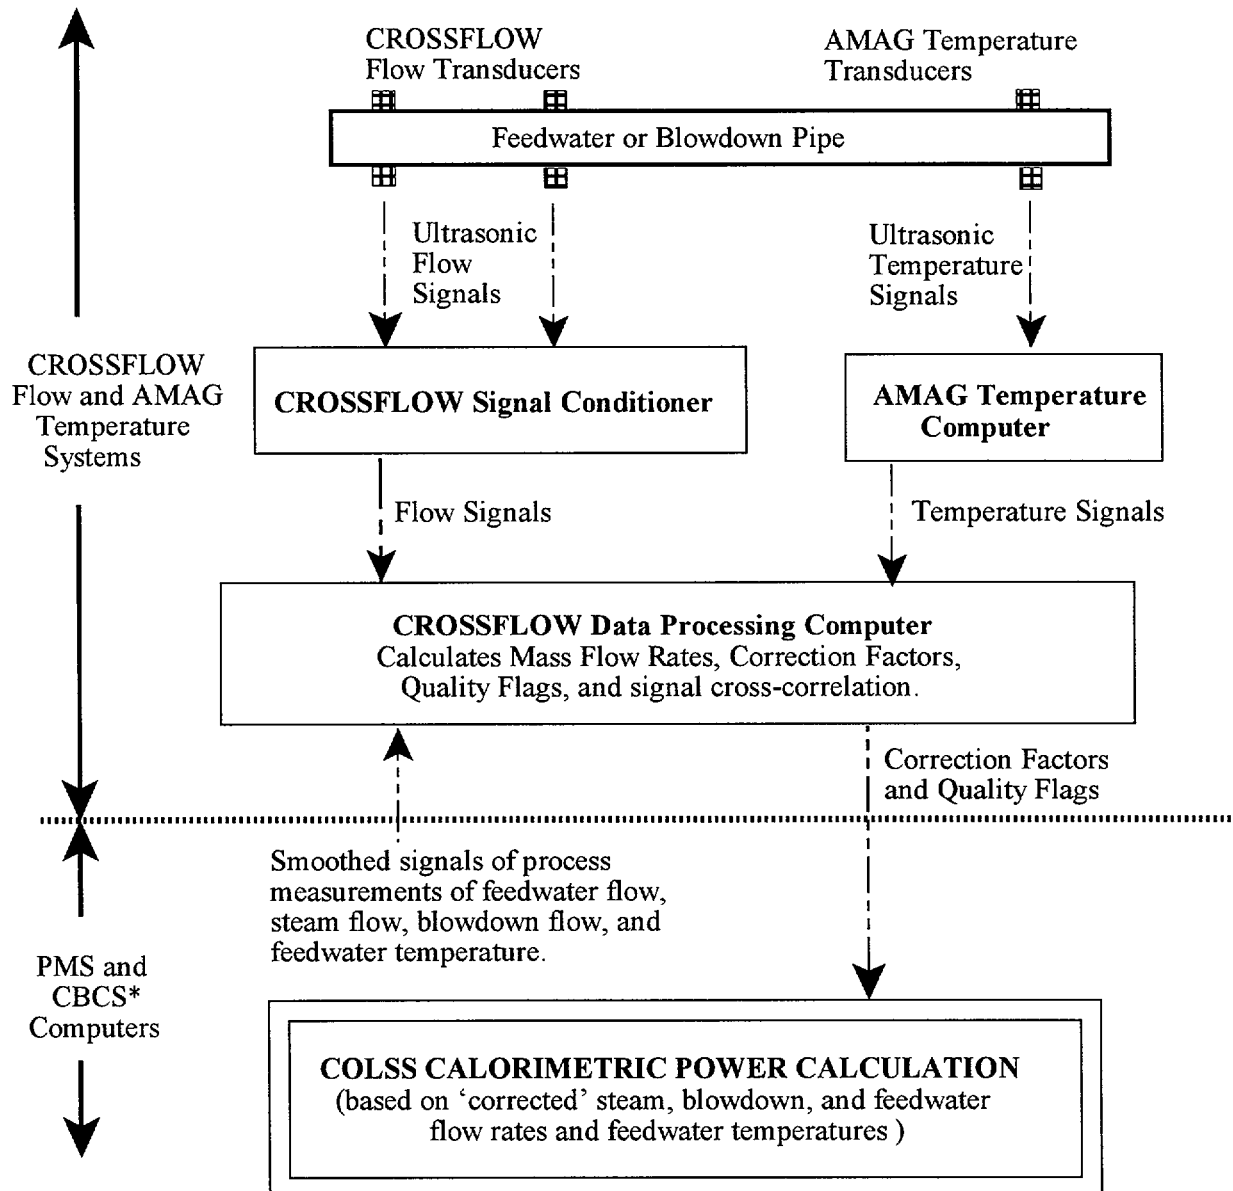 CROSSFLOW
Flow Transducers
AMAG Temperature
Transducers
Feedwater or Blowdown Pipe
Ultrasonic
Flow
Signals
Ultrasonic
Temperature
Signals
CROSSFLOW
Flow and AMAG
Temperature
Systems
CROSSFLOW Signal Conditioner
AMAG Temperature
Computer
Flow Signals
Temperature Signals
CROSSFLOW Data Processing Computer
Calculates Mass Flow Rates, Correction Factors,
Quality Flags, and signal cross-correlation.
Correction Factors
and Quality Flags
Smoothed signals of process
measurements of feedwater flow,
steam flow, blowdown flow, and
feedwater temperature.
PMS and
CBCS*
Computers
COLSS CALORIMETRIC POWER CALCULATION
(based on ‘corrected’ steam, blowdown, and feedwater
flow rates and feedwater temperatures )